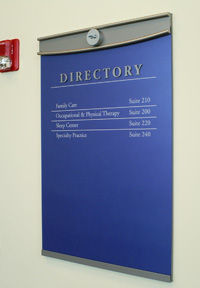 DIRECTORY
Family Care Suite 210
Occupational & Physical Therapy Suite 200
Sleep Center Suite 220
Specialty Practice Suite 240